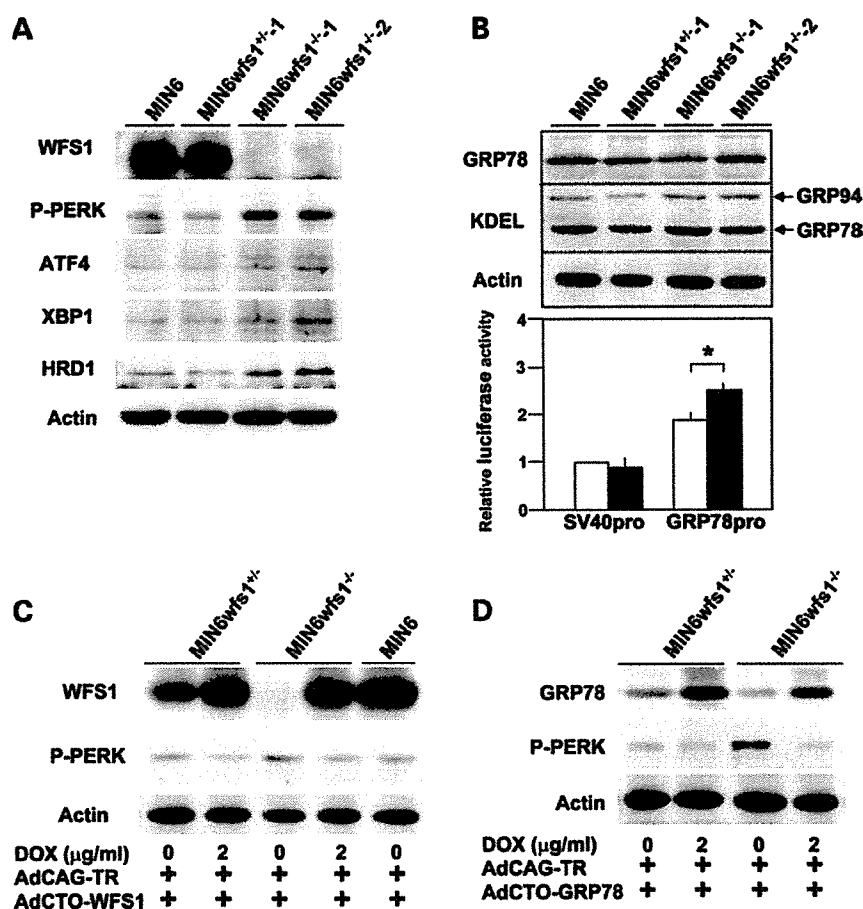 A
MIN6
MIN6wfs1+/--1
MIN6wfs1-/--1
MIN6wfs1-/--2
WFS1
P-PERK
ATF4
XBP1
HRD1
Actin
B
MIN6
MIN6wfs1+/--1
MIN6wfs1-/--1
MIN6wfs1-/--2
GRP78
KDEL
←GRP94
←GRP78
Actin
Relative luciferase activity
4
3
2
1
0
*
SV40pro GRP78pro
C
MIN6wfs1+/-
MIN6wfs1-/-
MIN6
WFS1
P-PERK
Actin
DOX (µg/ml) 0 2 0 2 0
AdCAG-TR + + + + +
AdCTO-WFS1 + + + + +
D
MIN6wfs1+/-
MIN6wfs1-/-
GRP78
P-PERK
Actin
DOX (µg/ml) 0 2 0 2
AdCAG-TR + + + +
AdCTO-GRP78 + + + +